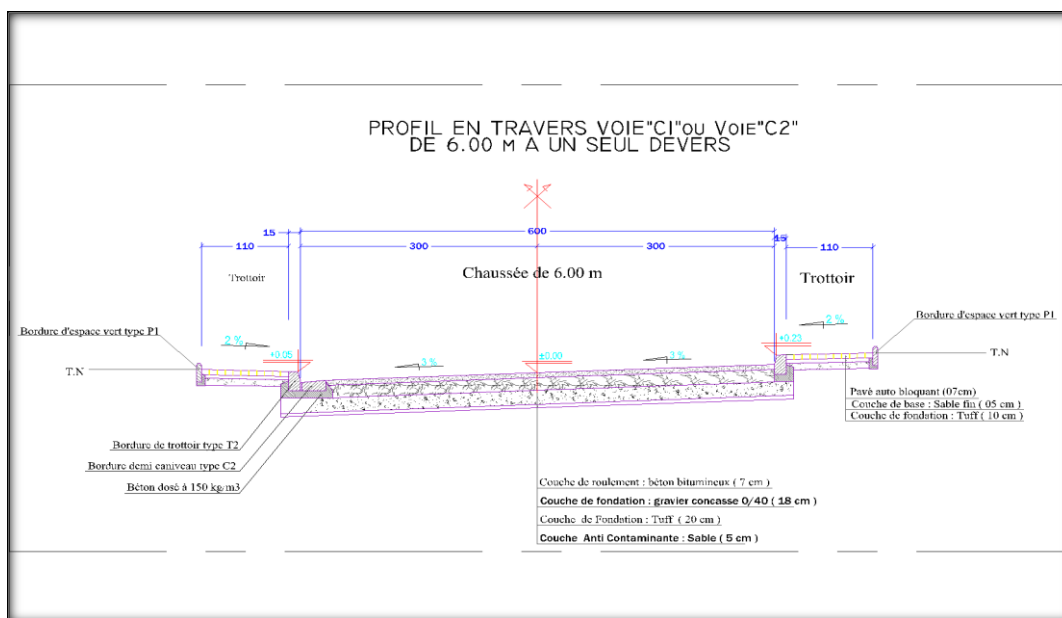 PROFIL EN TRAVERS VOIE"C1"OU VOIE"C2"
DE 6.00 M A UN SEUL DEVERS
600
15
15
110
300
300
110
Trottoir
Chaussée de 6.00 m
Trottoir
Bordure d'espace vert type P1
2 %
+0.05
3 %
±0.00
3 %
+0.23
2 %
Bordure d'espace vert type P1
T.N
T.N
Pavé auto bloquant (07cm)
Couche de base : Sable fin ( 05 cm )
Couche de fondation : Tuff ( 10 cm )
Bordure de trottoir type T2
Bordure demi caniveau type C2
Béton dosé à 150 kg/m3
Couche de roulement : béton bitumineux ( 7 cm )
Couche de fondation : gravier concasse 0/40 ( 18 cm )
Couche de Fondation : Tuff ( 20 cm )
Couche Anti Contaminante : Sable ( 5 cm )